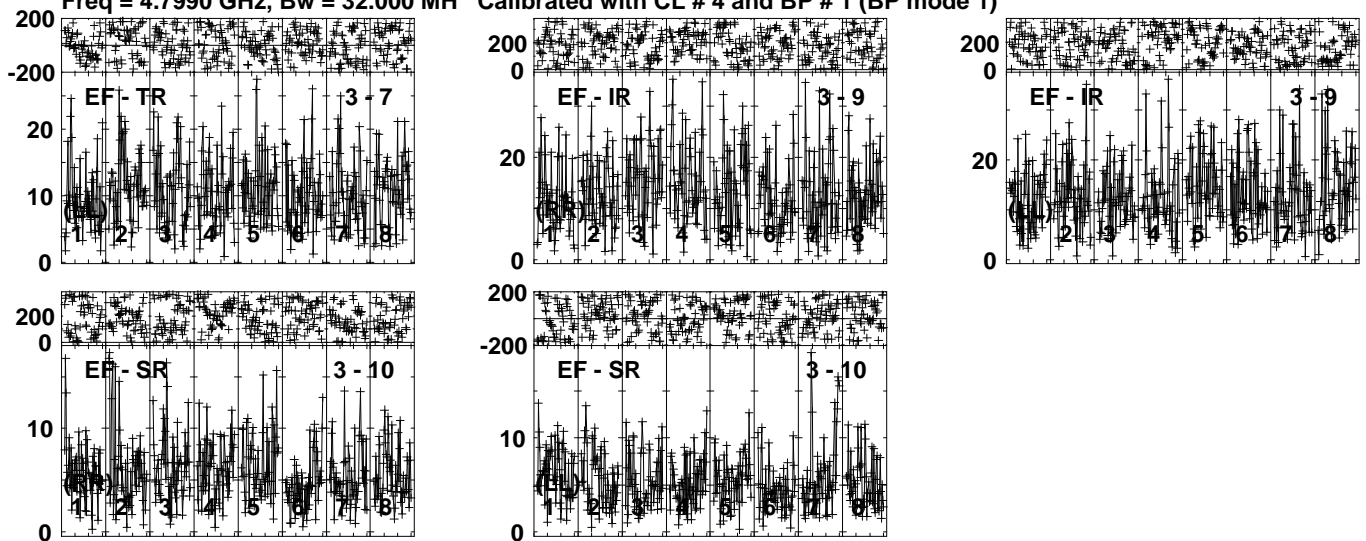 Freq = 4.7990 GHz, Bw = 32.000 MH Calibrated with CL # 4 and BP # 1 (BP mode 1)
200
-200
EF - TR 3 - 7
20
10
0
(LL)
1 2 3 4 5 6 7 8
200
0
EF - IR 3 - 9
20
0
(RR)
1 2 3 4 5 6 7 8
200
0
EF - IR 3 - 9
20
0
(LL)
1 2 3 4 5 6 7 8
200
0
EF - SR 3 - 10
10
0
(RR)
1 2 3 4 5 6 7 8
200
-200
EF - SR 3 - 10
10
0
(LL)
1 2 3 4 5 6 7 8